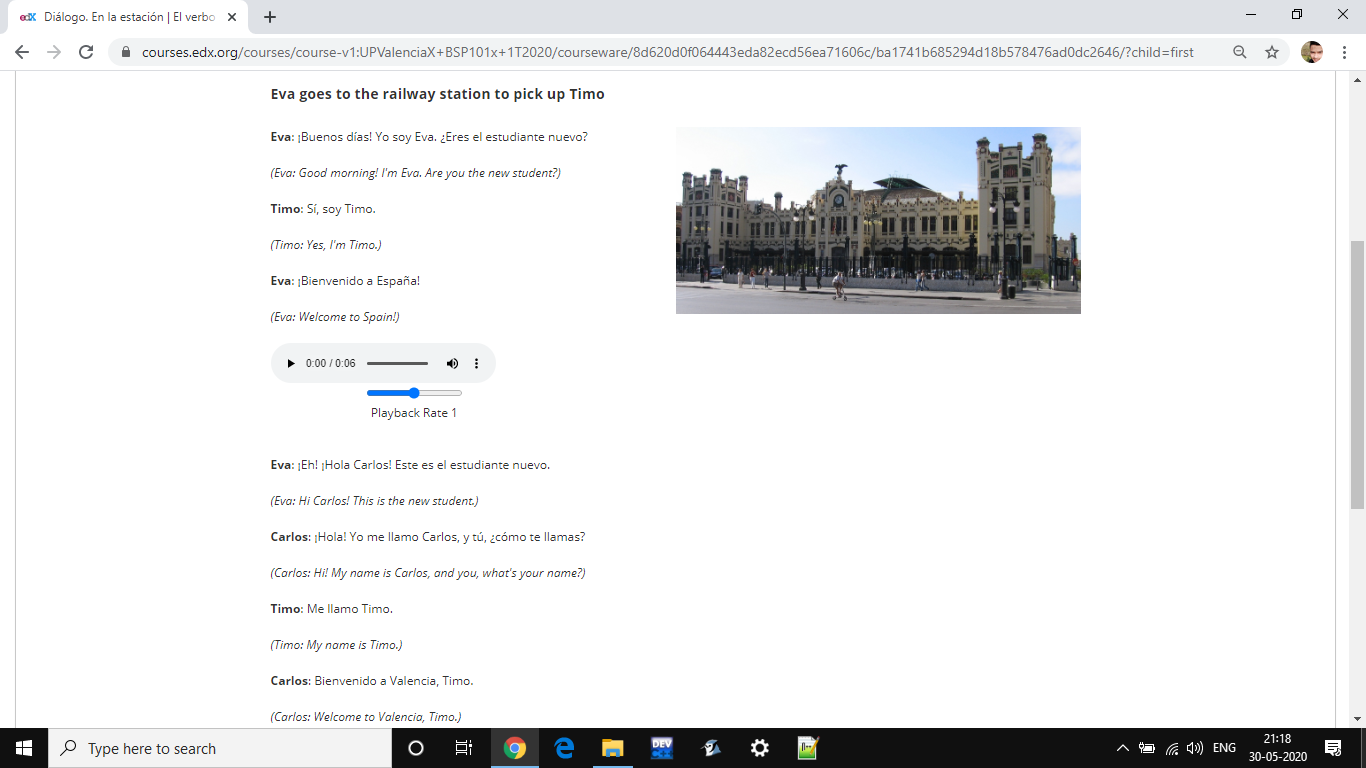 Diálogo. En la estación | El verbo
courses.edx.org/courses/course-v1:UPValenciaX+BSP101x+1T2020/courseware/8d620d0f064443eda82ecd56ea71606c/ba1741b685294d18b578476ad0dc2646/?child=first
Eva goes to the railway station to pick up Timo
Eva: ¡Buenos días! Yo soy Eva. ¿Eres el estudiante nuevo?
(Eva: Good morning! I'm Eva. Are you the new student?)
Timo: Sí, soy Timo.
(Timo: Yes, I'm Timo.)
Eva: ¡Bienvenido a España!
(Eva: Welcome to Spain!)
0:00 / 0:06
Playback Rate 1
Eva: ¡Eh! ¡Hola Carlos! Este es el estudiante nuevo.
(Eva: Hi Carlos! This is the new student.)
Carlos: ¡Hola! Yo me llamo Carlos, y tú, ¿cómo te llamas?
(Carlos: Hi! My name is Carlos, and you, what's your name?)
Timo: Me llamo Timo.
(Timo: My name is Timo.)
Carlos: Bienvenido a Valencia, Timo.
(Carlos: Welcome to Valencia, Timo.)
Type here to search
DEV
ENG
21:18
30-05-2020